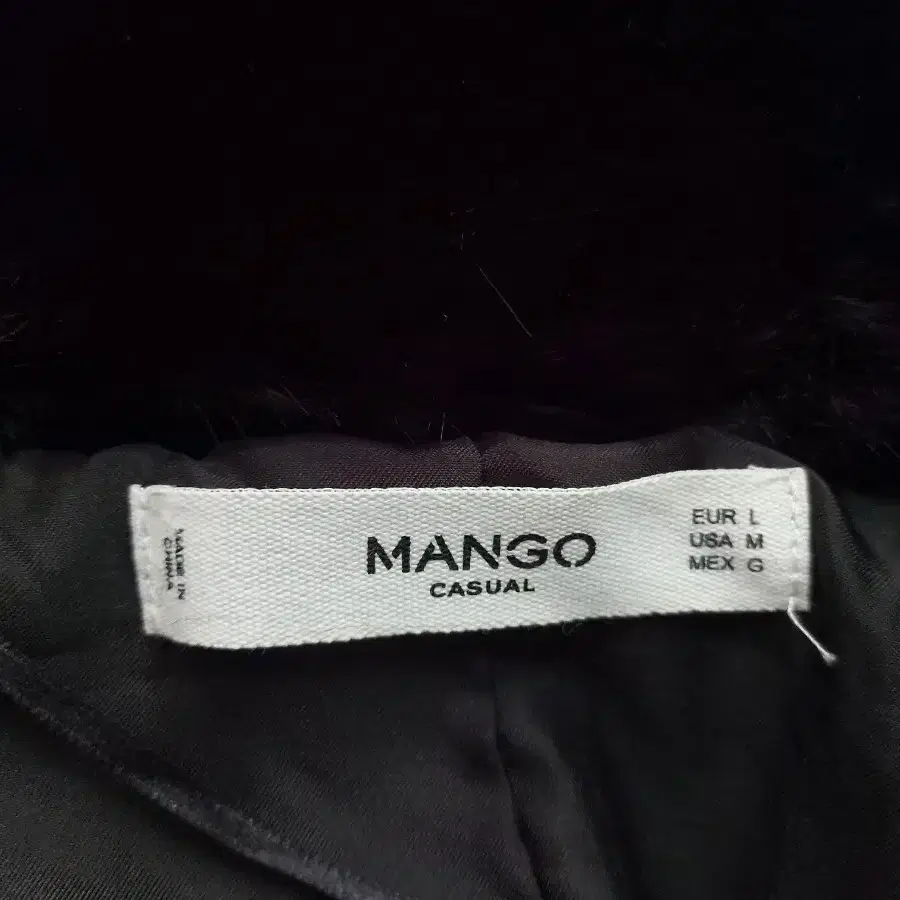 MADE IN
CHINA
MANGO
CASUAL
EUR L
USA M
MEX G